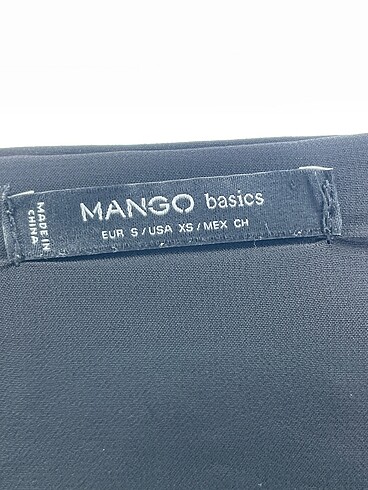 MANGO basics
EUR S / USA XS / MEX CH
MADE IN
CHINA